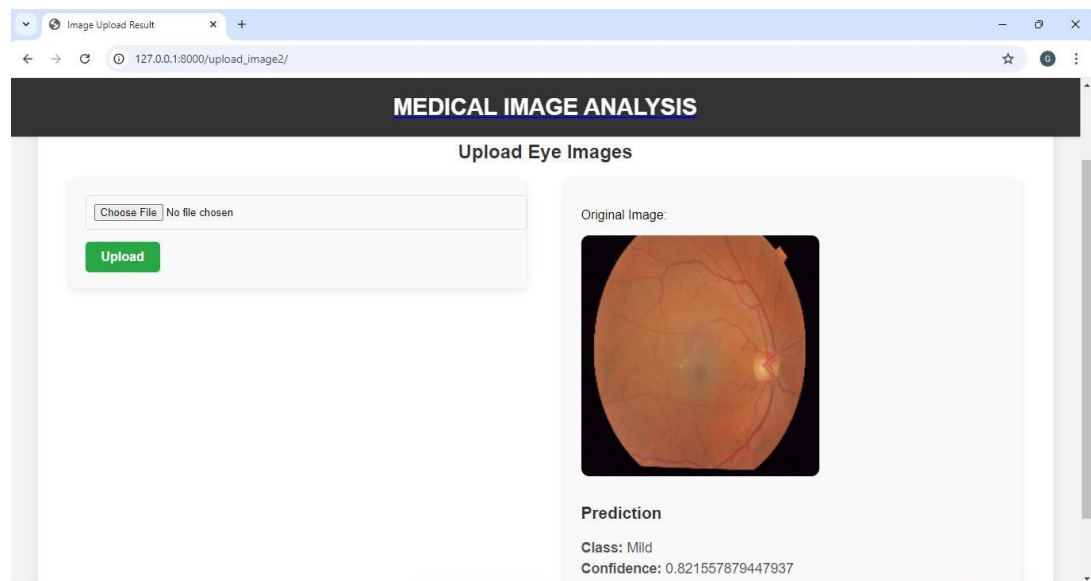 Image Upload Result
127.0.0.1:8000/upload_image2/
G
MEDICAL IMAGE ANALYSIS
Upload Eye Images
Choose File No file chosen
Upload
Original Image:
Prediction
Class: Mild
Confidence: 0.821557879447937